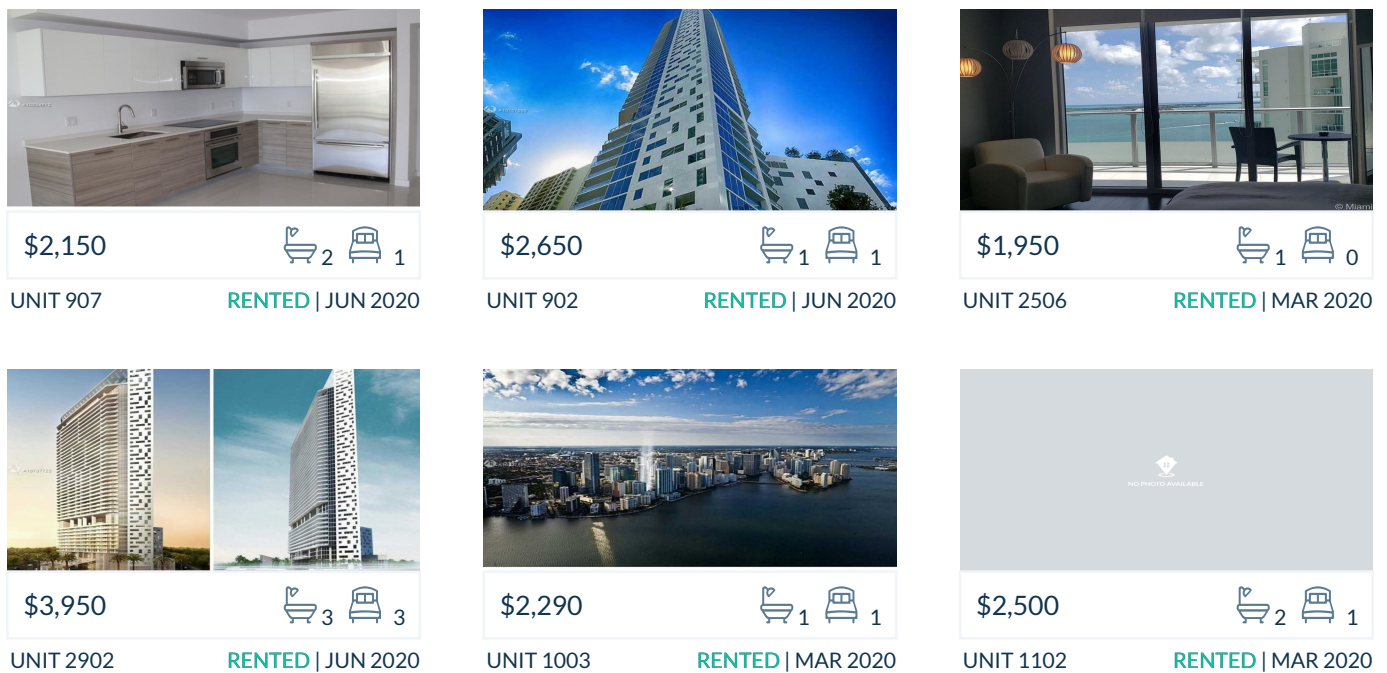 $2,150 2 1
UNIT 907 RENTED | JUN 2020
$2,650 1 1
UNIT 902 RENTED | JUN 2020
© Miami
$1,950 1 0
UNIT 2506 RENTED | MAR 2020
$3,950 3 3
UNIT 2902 RENTED | JUN 2020
$2,290 1 1
UNIT 1003 RENTED | MAR 2020
NO PHOTO AVAILABLE
$2,500 2 1
UNIT 1102 RENTED | MAR 2020